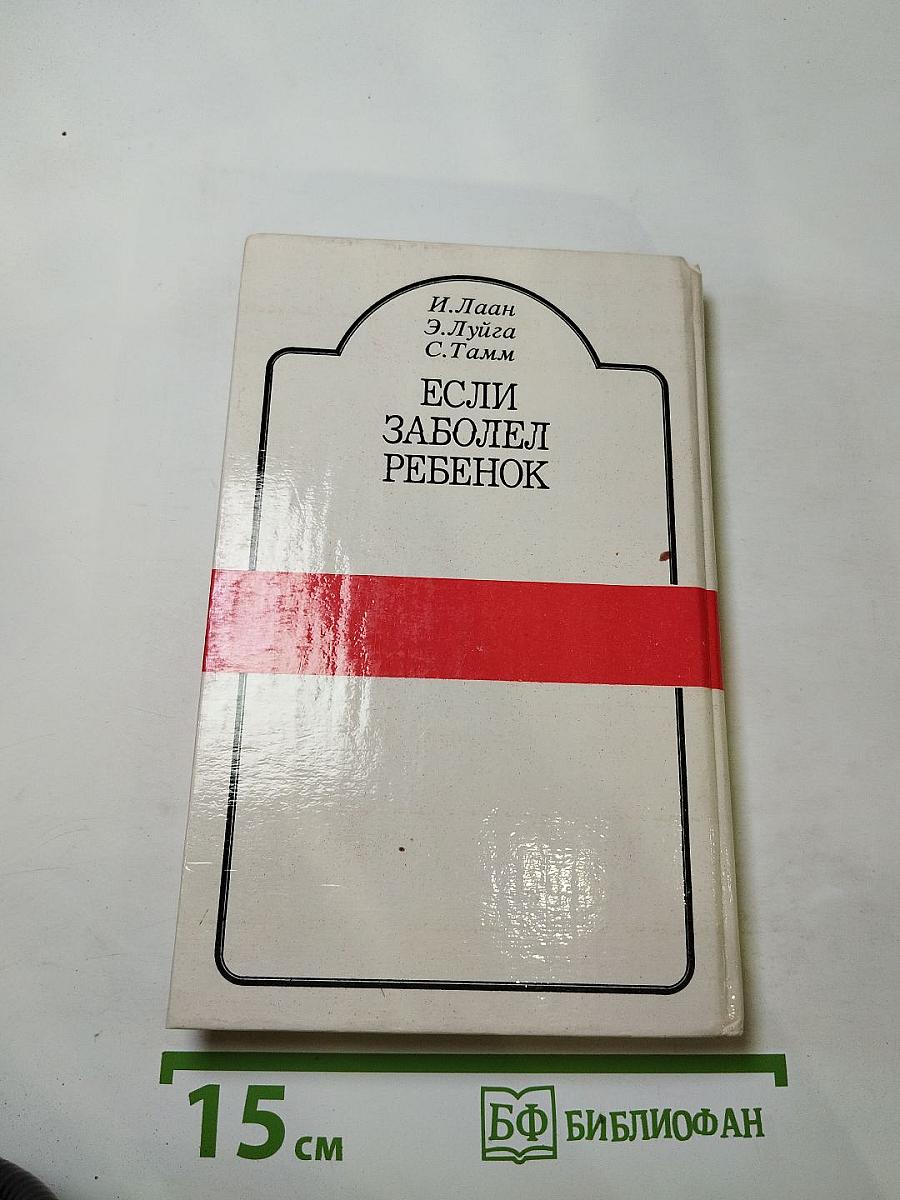 И.Лаан
Э.Луйга
С.Тамм
ЕСЛИ
ЗАБОЛЕЛ
РЕБЕНОК
15 см
БФ БИБЛИОФАН